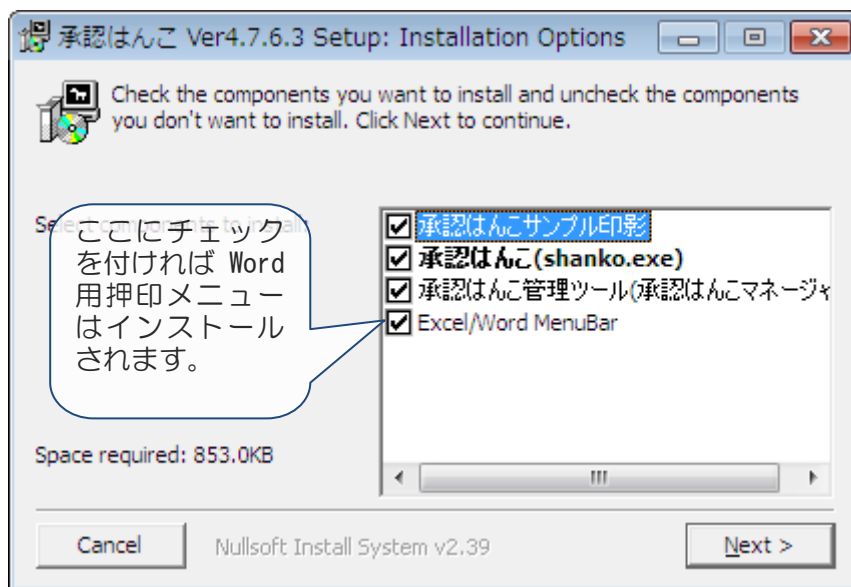 承認はんこ Ver4.7.6.3 Setup: Installation Options
Check the components you want to install and uncheck the components
you don't want to install. Click Next to continue.
Select components to install:
ここにチェック
を付ければ Word
用押印メニュー
はインストール
されます。
承認はんこサンプル印影
承認はんこ(shanko.exe)
承認はんこ管理ツール(承認はんこマネージャ
Excel/Word MenuBar
Space required: 853.0KB
Cancel
Nullsoft Install System v2.39
Next >